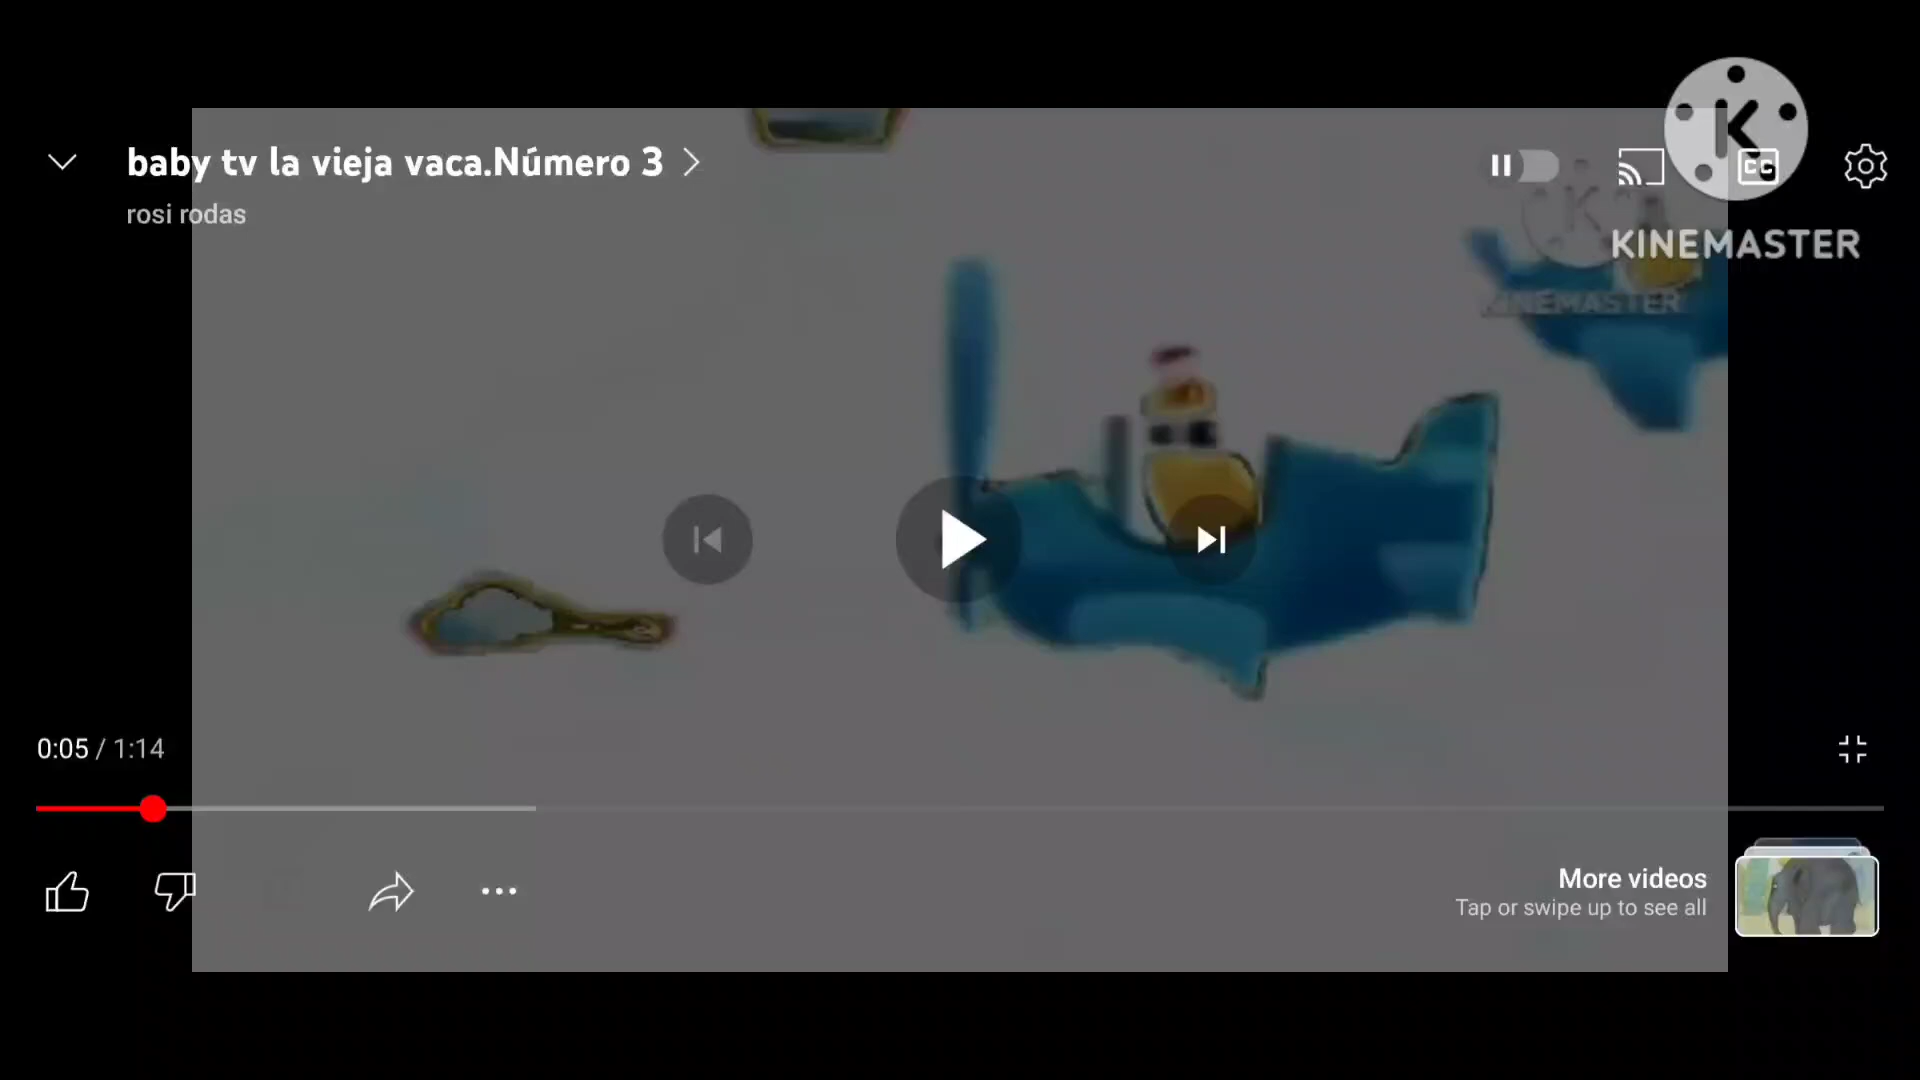 baby tv la vieja vaca.Número 3
rosi rodas
CC
K
KINEMASTER
K
KINEMASTER
0:05 / 1:14
More videos
Tap or swipe up to see all